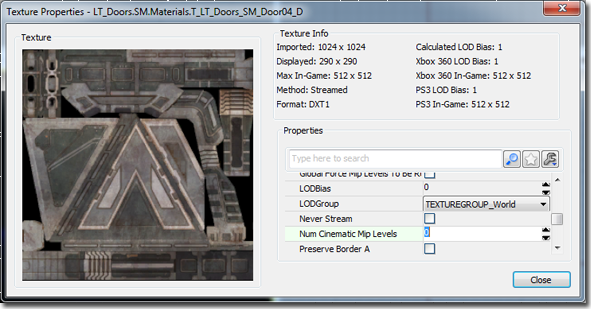 Texture Properties - LT_Doors.SM.Materials.T_LT_Doors_SM_Door04_D
Texture
Texture Info
Imported: 1024 x 1024
Calculated LOD Bias: 1
Displayed: 290 x 290
Xbox 360 LOD Bias: 1
Max In-Game: 512 x 512
Xbox 360 In-Game: 512 x 512
Method: Streamed
PS3 LOD Bias: 1
Format: DXT1
PS3 In-Game: 512 x 512
Properties
Type here to search
Global Force Mip Levels To Be R
LODBias
0
LODGroup
TEXTUREGROUP_World
Never Stream
Num Cinematic Mip Levels
0
Preserve Border A
Close